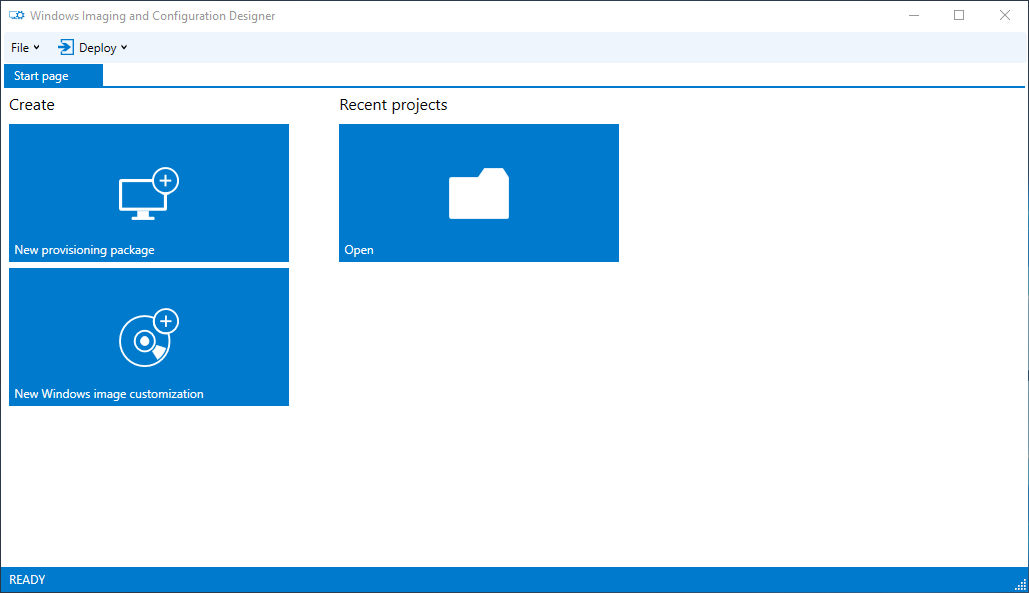 Windows Imaging and Configuration Designer
File Deploy
Start page
Create
Recent projects
New provisioning package
Open
New Windows image customization
READY